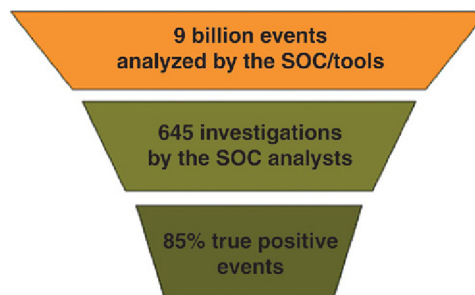 9 billion events
analyzed by the SOC/tools
645 investigations
by the SOC analysts
85% true positive
events